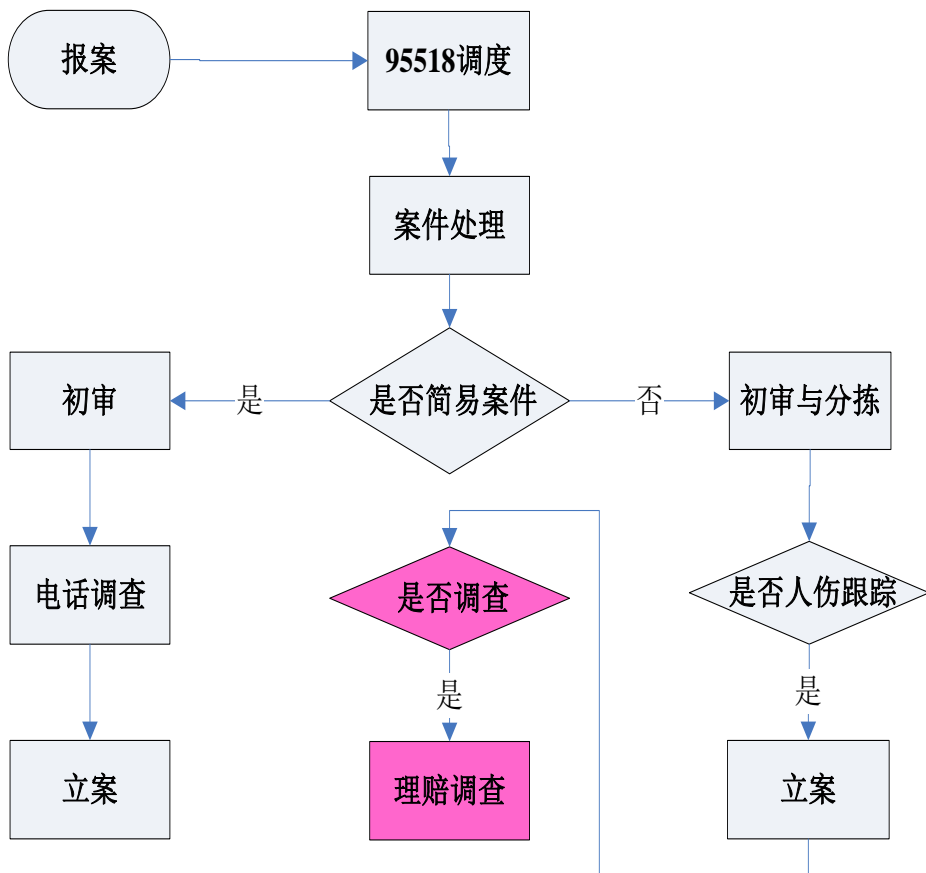 报案
95518调度
案件处理
初审
是
是否简易案件
否
初审与分拣
电话调查
是否调查
是否人伤跟踪
是
是
立案
理赔调查
立案